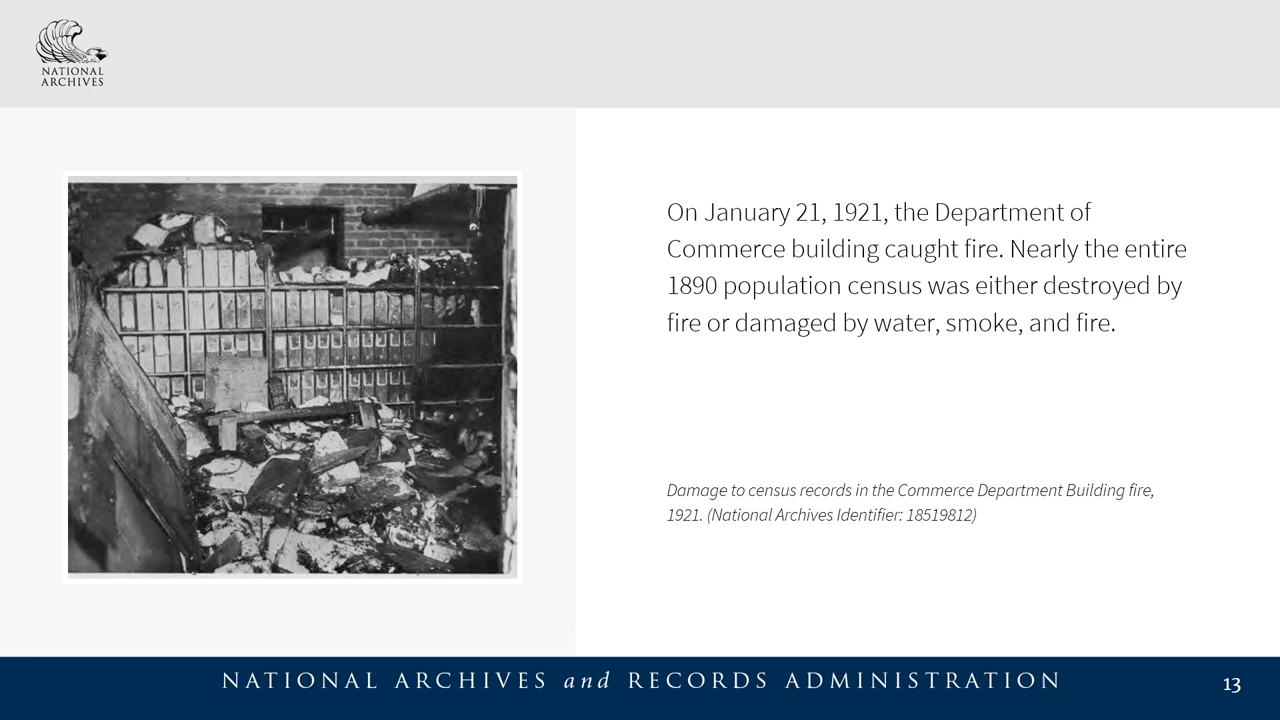 NATIONAL
ARCHIVES
On January 21, 1921, the Department of
Commerce building caught fire. Nearly the entire
1890 population census was either destroyed by
fire or damaged by water, smoke, and fire.
Damage to census records in the Commerce Department Building fire,
1921. (National Archives Identifier: 18519812)
NATIONAL ARCHIVES and RECORDS ADMINISTRATION
13